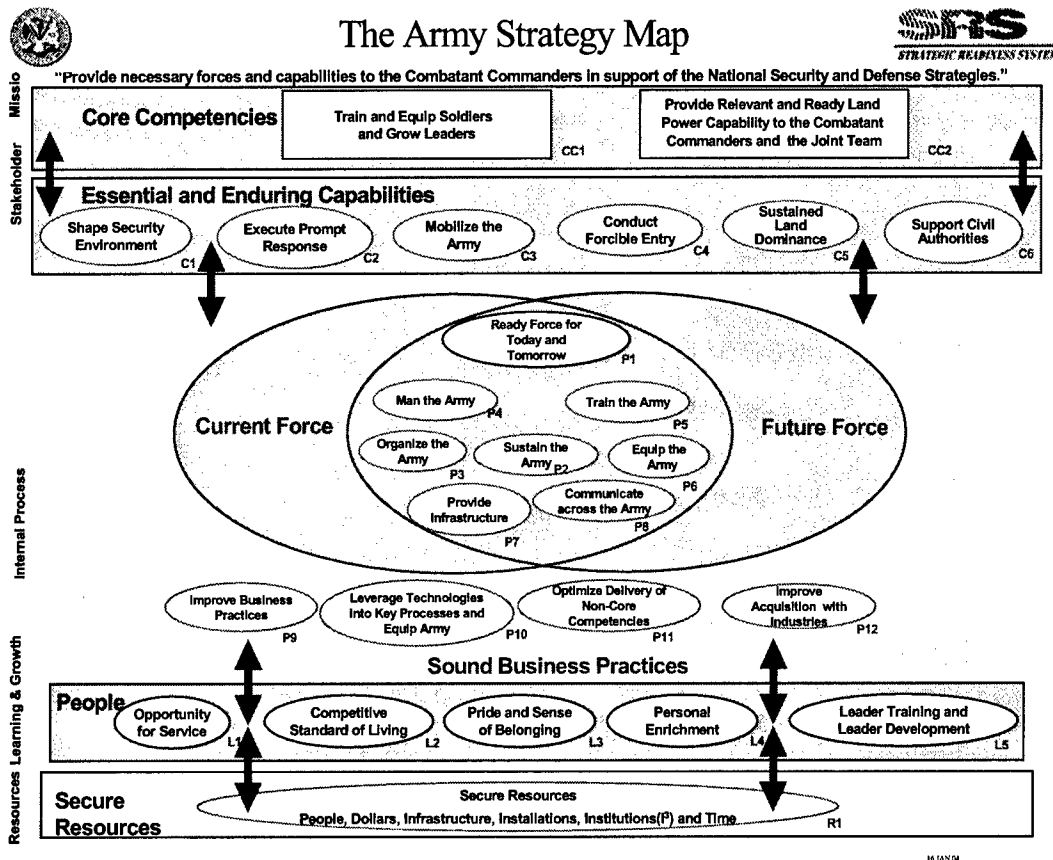 The Army Strategy Map
SRS
STRATEGIC READINESS SYSTEM
"Provide necessary forces and capabilities to the Combatant Commanders in support of the National Security and Defense Strategies."
Missio
Core Competencies
Train and Equip Soldiers
and Grow Leaders
CC1
Provide Relevant and Ready Land
Power Capability to the Combatant
Commanders and the Joint Team
CC2
Stakeholder
Essential and Enduring Capabilities
Shape Security
Environment
C1
Execute Prompt
Response
C2
Mobilize the
Army
C3
Conduct
Forcible Entry
C4
Sustained
Land
Dominance
C5
Support Civil
Authorities
C6
Internal Process
Current Force
Future Force
Ready Force for
Today and
Tomorrow
P1
Man the Army
P4
Train the Army
P5
Organize the
Army
P3
Sustain the
Army
P2
Equip the
Army
P6
Provide
Infrastructure
P7
Communicate
across the Army
P8
Improve Business
Practices
P9
Leverage Technologies
Into Key Processes and
Equip Army
P10
Optimize Delivery of
Non-Core
Competencies
P11
Improve
Acquisition with
Industries
P12
Sound Business Practices
Learning & Growth
People
Opportunity
for Service
L1
Competitive
Standard of Living
L2
Pride and Sense
of Belonging
L3
Personal
Enrichment
L4
Leader Training and
Leader Development
L5
Resources
Secure
Resources
Secure Resources
People, Dollars, Infrastructure, Installations, Institutions(I³) and Time
R1
16 JAN 04